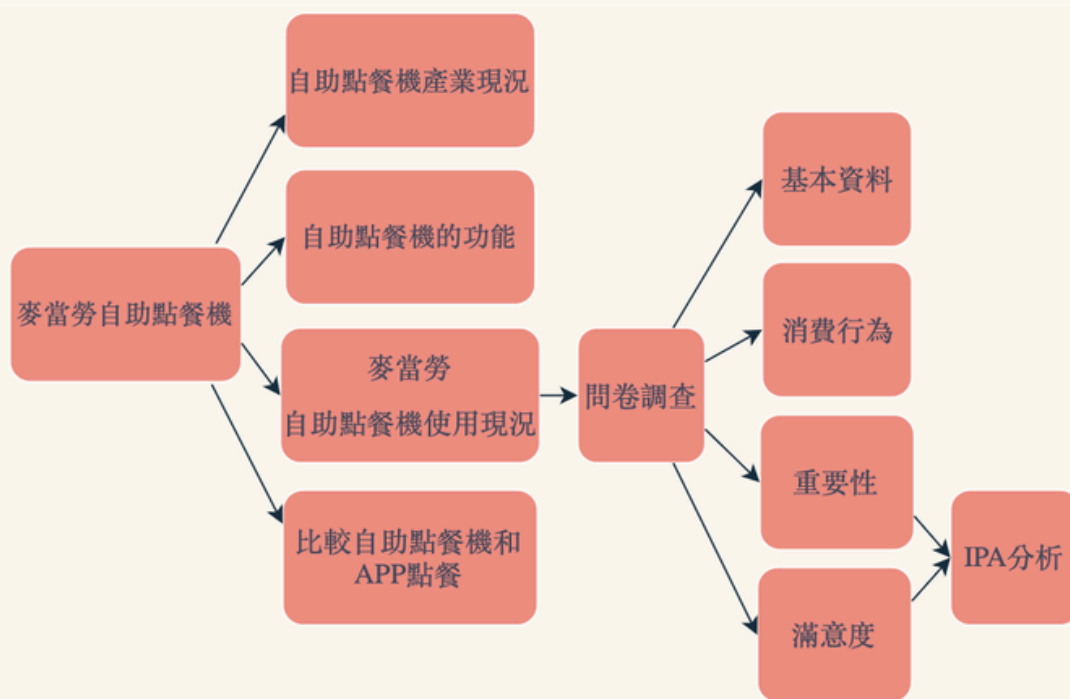 麥當勞自助點餐機
自助點餐機產業現況
自助點餐機的功能
麥當勞
自助點餐機使用現況
比較自助點餐機和
APP點餐
問卷調查
基本資料
消費行為
重要性
滿意度
IPA分析